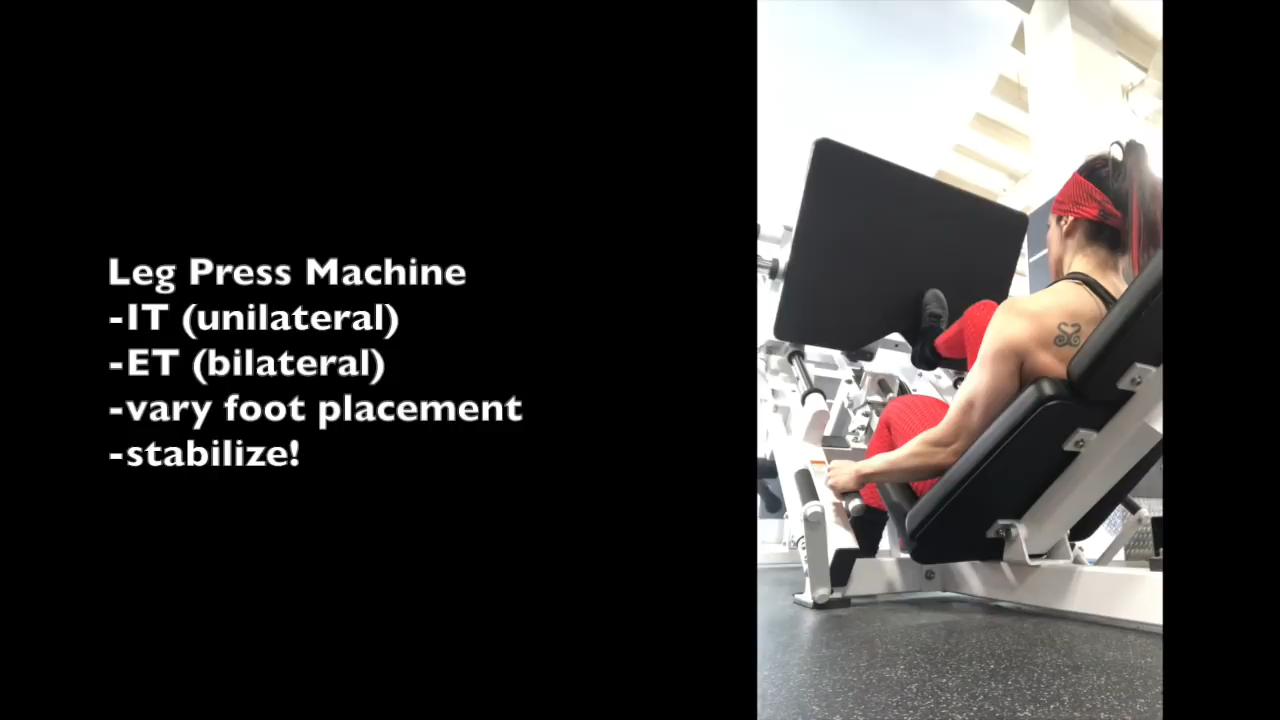 Leg Press Machine
-IT (unilateral)
-ET (bilateral)
-vary foot placement
-stabilize!